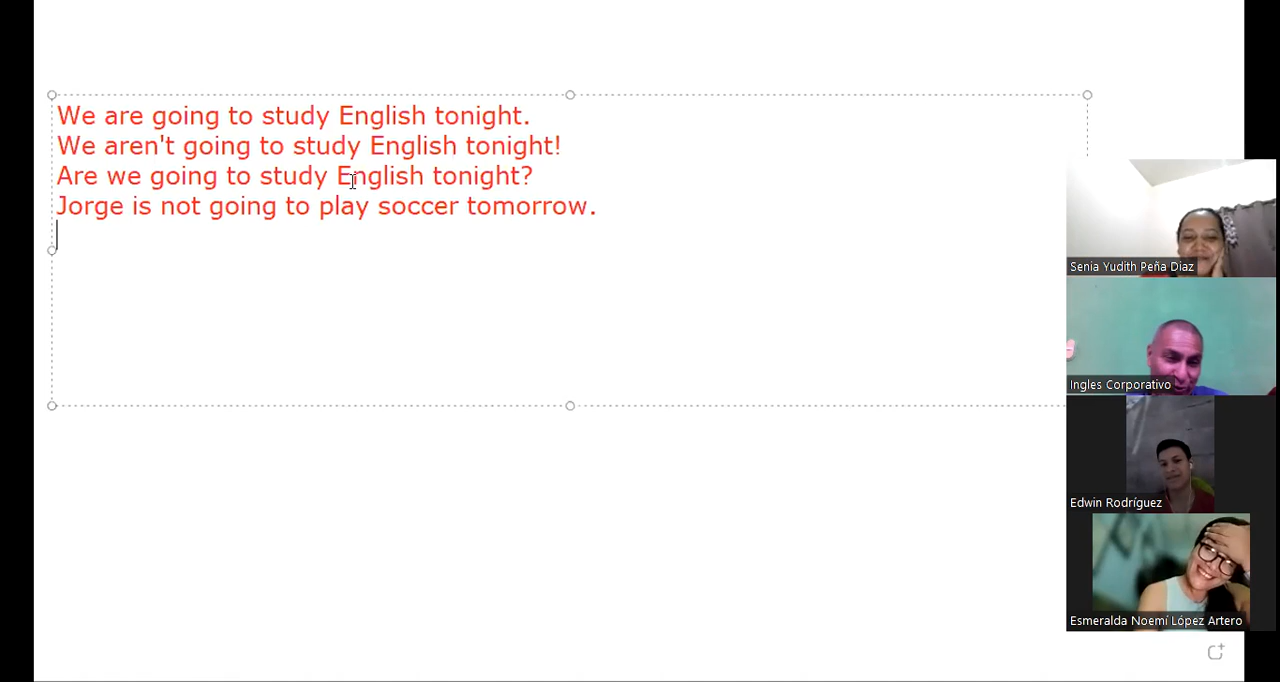 We are going to study English tonight.
We aren't going to study English tonight!
Are we going to study English tonight?
Jorge is not going to play soccer tomorrow.
Senia Yudith Peña Diaz
Ingles Corporativo
Edwin Rodríguez
Esmeralda Noemí López Artero